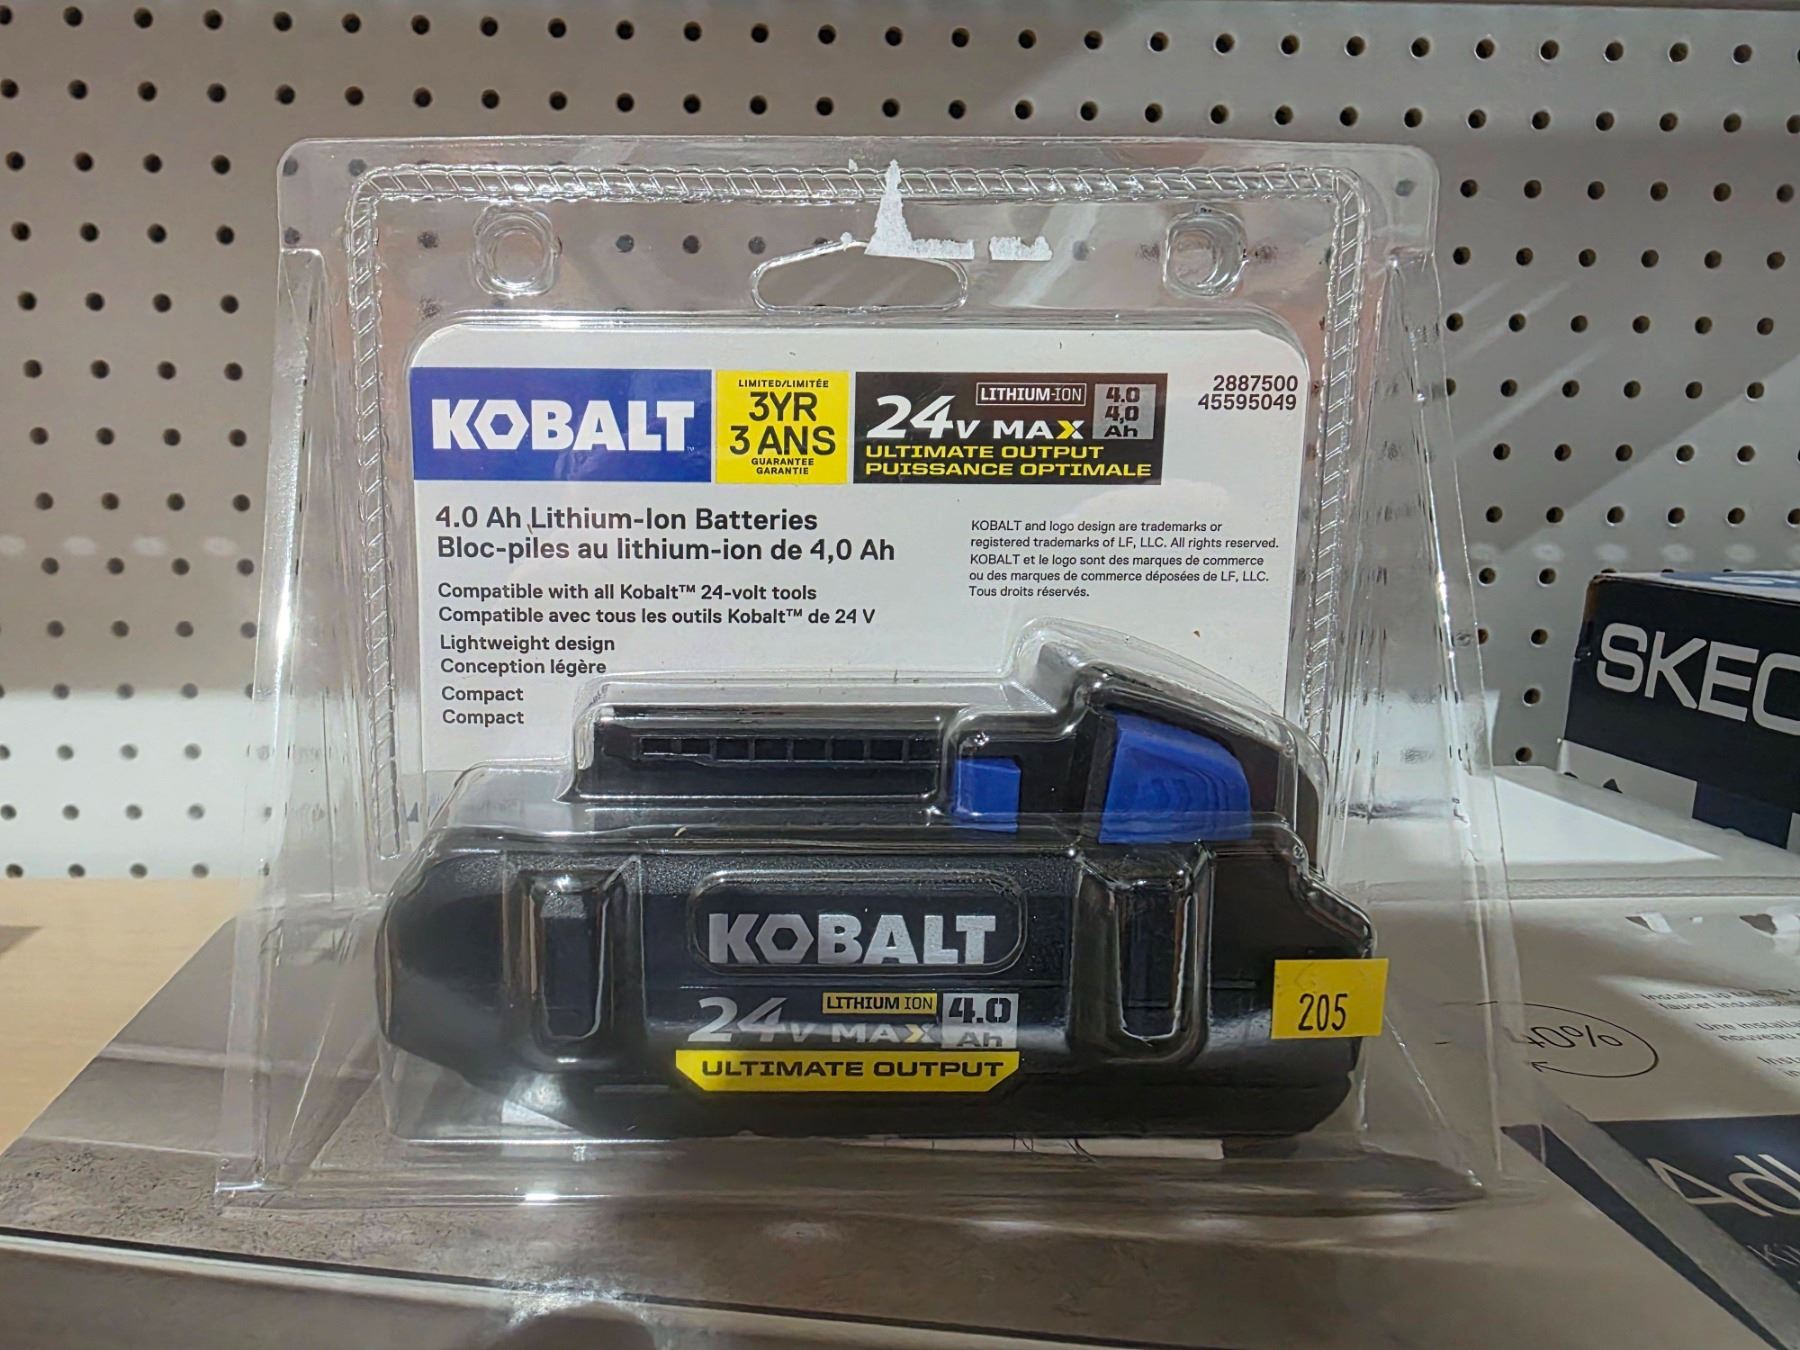 KOBALT
LIMITED/LIMITÉE
3YR
3 ANS
GUARANTEE
GARANTIE
LITHIUM-ION
4.0
4,0
Ah
24V MAX
ULTIMATE OUTPUT
PUISSANCE OPTIMALE
2887500
45595049
4.0 Ah Lithium-Ion Batteries
Bloc-piles au lithium-ion de 4,0 Ah
Compatible with all Kobalt™ 24-volt tools
Compatible avec tous les outils Kobalt™ de 24 V
Lightweight design
Conception légère
Compact
Compact
KOBALT and logo design are trademarks or
registered trademarks of LF, LLC. All rights reserved.
KOBALT et le logo sont des marques de commerce
ou des marques de commerce déposées de LF, LLC.
Tous droits réservés.
KOBALT
24V MAX
LITHIUM ION
4.0
Ah
ULTIMATE OUTPUT
205
SKEC